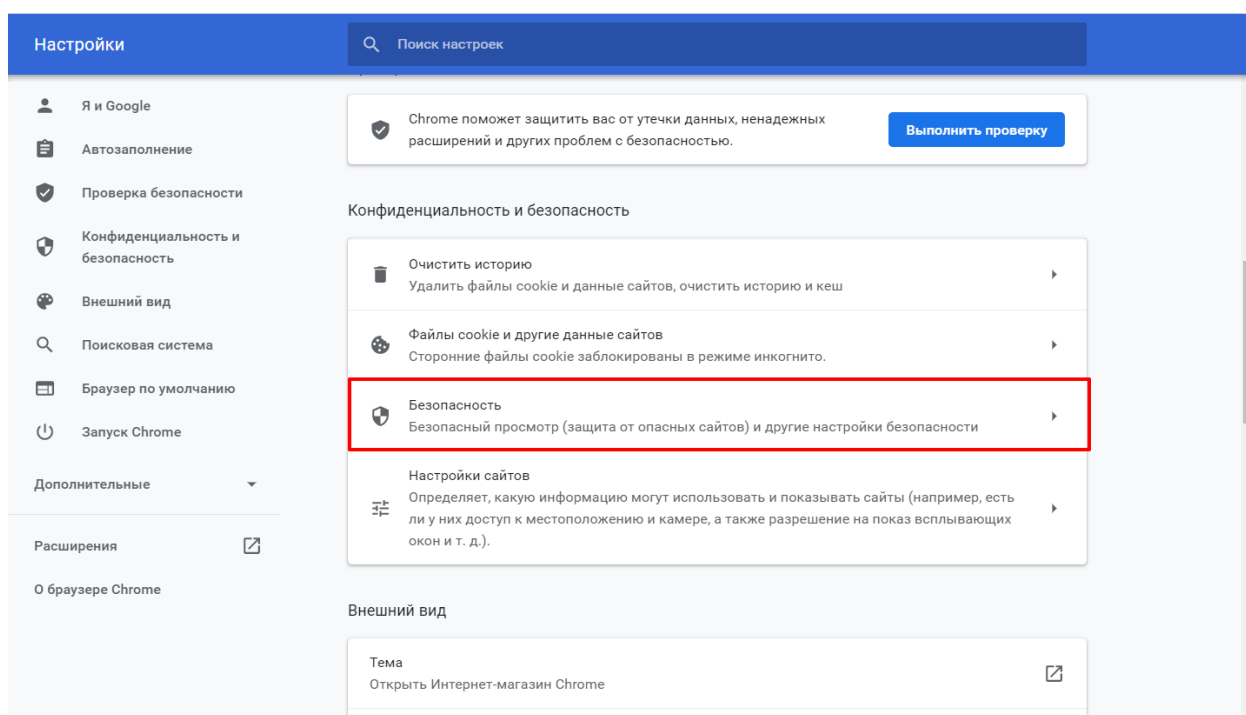 Настройки
Поиск настроек
Я и Google
Автозаполнение
Проверка безопасности
Конфиденциальность и
безопасность
Внешний вид
Поисковая система
Браузер по умолчанию
Запуск Chrome
Дополнительные
Расширения
О браузере Chrome
Chrome поможет защитить вас от утечки данных, ненадежных
расширений и других проблем с безопасностью.
Выполнить проверку
Конфиденциальность и безопасность
Очистить историю
Удалить файлы cookie и данные сайтов, очистить историю и кеш
Файлы cookie и другие данные сайтов
Сторонние файлы cookie заблокированы в режиме инкогнито.
Безопасность
Безопасный просмотр (защита от опасных сайтов) и другие настройки безопасности
Настройки сайтов
Определяет, какую информацию могут использовать и показывать сайты (например, есть
ли у них доступ к местоположению и камере, а также разрешение на показ всплывающих
окон и т. д.).
Внешний вид
Тема
Открыть Интернет-магазин Chrome